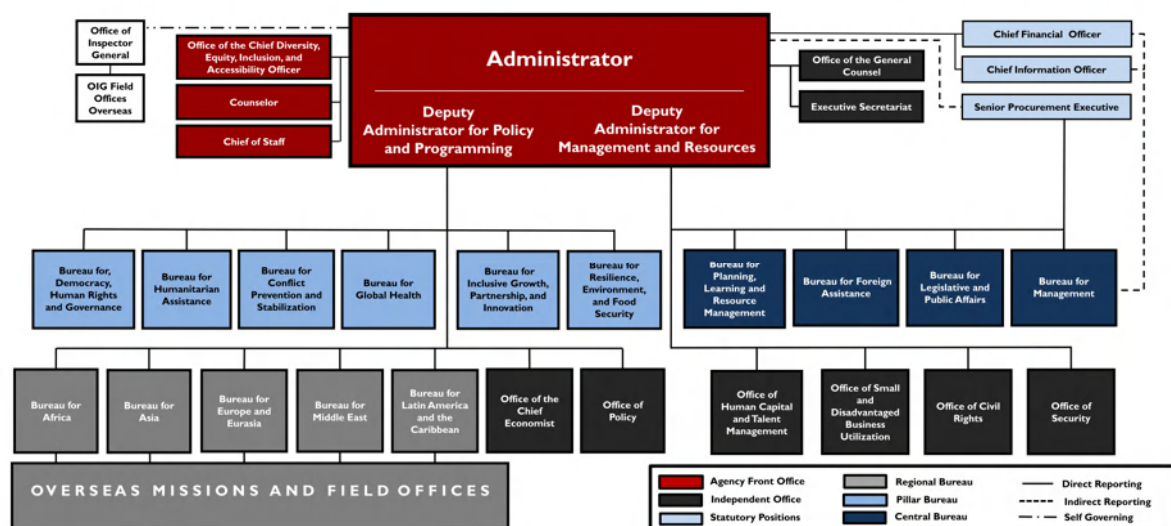 Office of
Inspector
General
OIG Field
Offices
Overseas
Office of the Chief Diversity,
Equity, Inclusion, and
Accessibility Officer
Counselor
Chief of Staff
Administrator
Deputy
Administrator for Policy
and Programming
Deputy
Administrator for
Management and Resources
Office of the General
Counsel
Executive Secretariat
Chief Financial Officer
Chief Information Officer
Senior Procurement Executive
Bureau for,
Democracy,
Human Rights
and Governance
Bureau for
Humanitarian
Assistance
Bureau for
Conflict
Prevention and
Stabilization
Bureau for
Global Health
Bureau for
Inclusive Growth,
Partnership, and
Innovation
Bureau for
Resilience,
Environment,
and Food
Security
Bureau for
Planning,
Learning and
Resource
Management
Bureau for Foreign
Assistance
Bureau for
Legislative and
Public Affairs
Bureau for
Management
Bureau for
Africa
Bureau for
Asia
Bureau for
Europe and
Eurasia
Bureau for
Middle East
Bureau for
Latin America
and the
Caribbean
Office of the
Chief
Economist
Office of
Policy
Office of
Human Capital
and Talent
Management
Office of Small
and
Disadvantaged
Business
Utilization
Office of Civil
Rights
Office of
Security
OVERSEAS MISSIONS AND FIELD OFFICES
Agency Front Office
Independent Office
Statutory Positions
Regional Bureau
Pillar Bureau
Central Bureau
Direct Reporting
Indirect Reporting
Self Governing